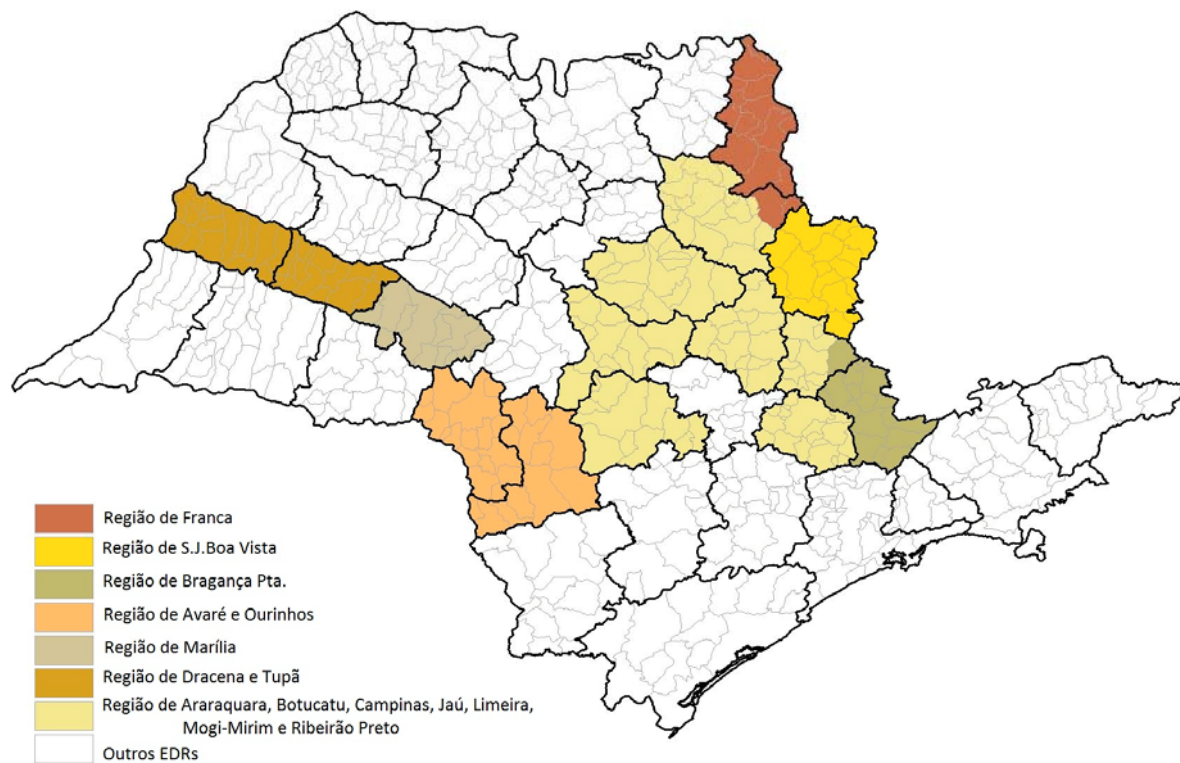 Região de Franca
Região de S.J.Boa Vista
Região de Bragança Pta.
Região de Avaré e Ourinhos
Região de Marília
Região de Dracena e Tupã
Região de Araraquara, Botucatu, Campinas, Jaú, Limeira,
Mogi-Mirim e Ribeirão Preto
Outros EDRs